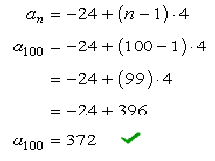 aₙ = −24 + (n − 1) · 4
a₁₀₀ = −24 + (100 − 1) · 4
= −24 + (99) · 4
= −24 + 396
a₁₀₀ = 372 ✓